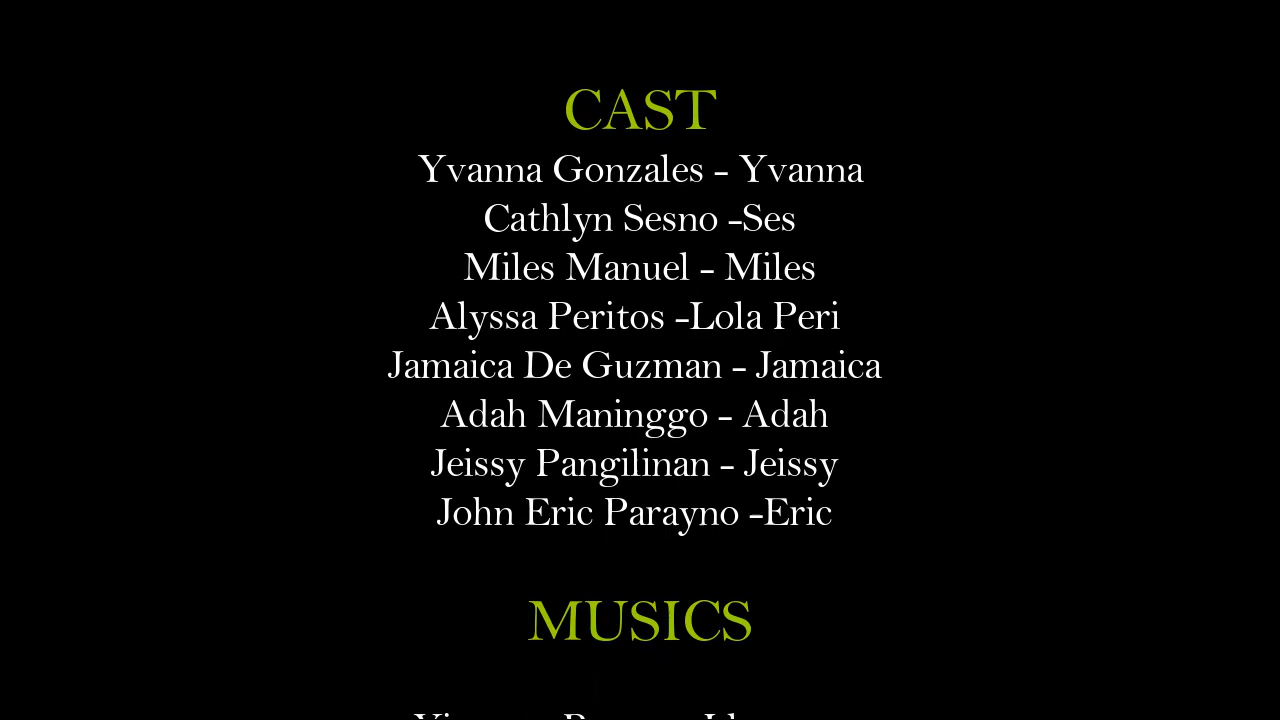 CAST
Yvanna Gonzales - Yvanna
Cathlyn Sesno -Ses
Miles Manuel - Miles
Alyssa Peritos -Lola Peri
Jamaica De Guzman - Jamaica
Adah Maninggo - Adah
Jeissy Pangilinan - Jeissy
John Eric Parayno -Eric
MUSICS